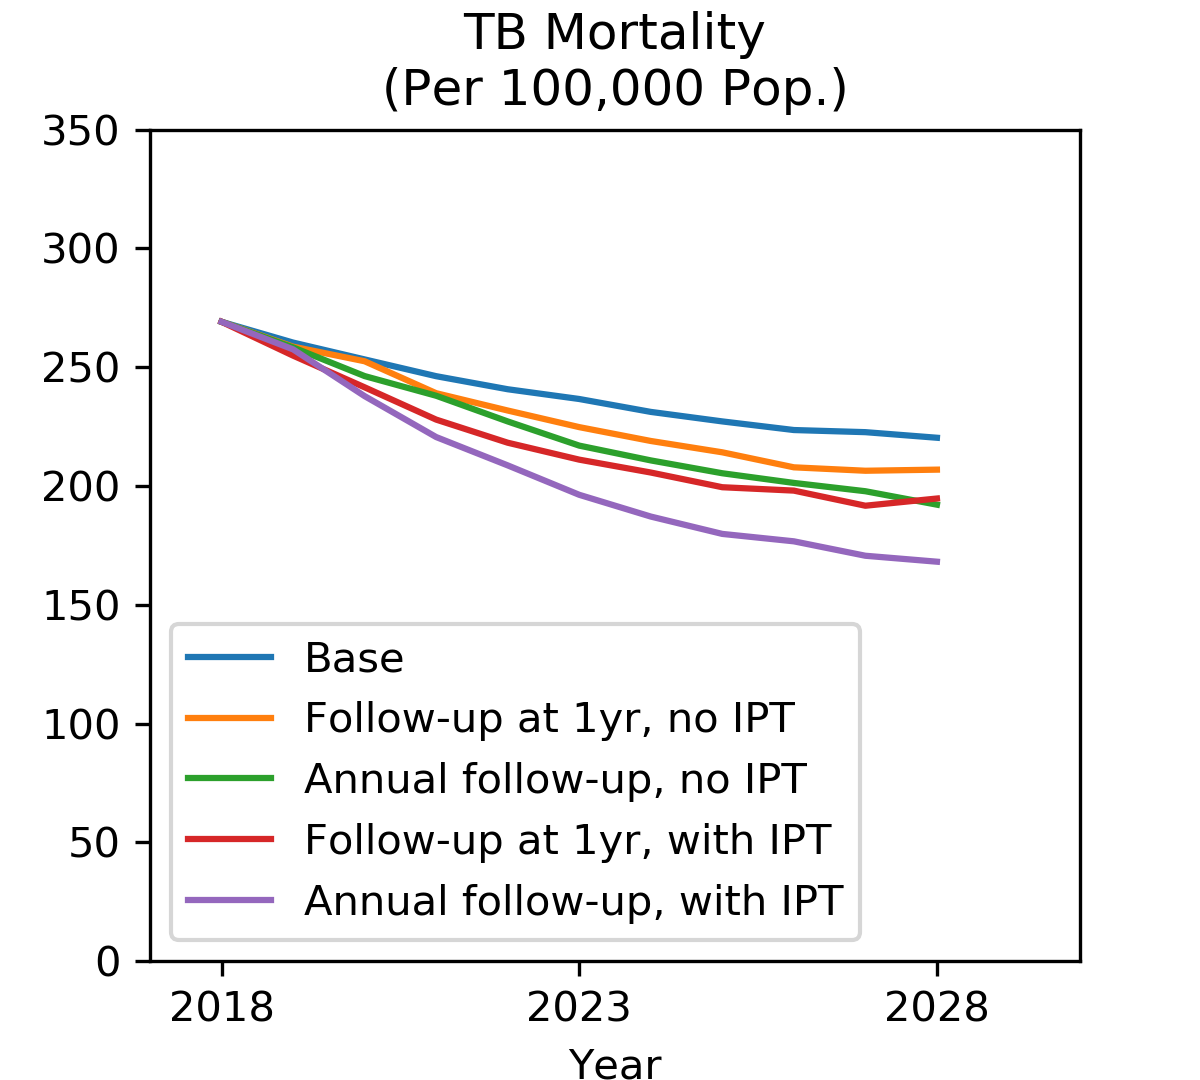 TB Mortality
(Per 100,000 Pop.)
350
300
250
200
150
100
50
0
Base
Follow-up at 1yr, no IPT
Annual follow-up, no IPT
Follow-up at 1yr, with IPT
Annual follow-up, with IPT
2018 2023 2028
Year